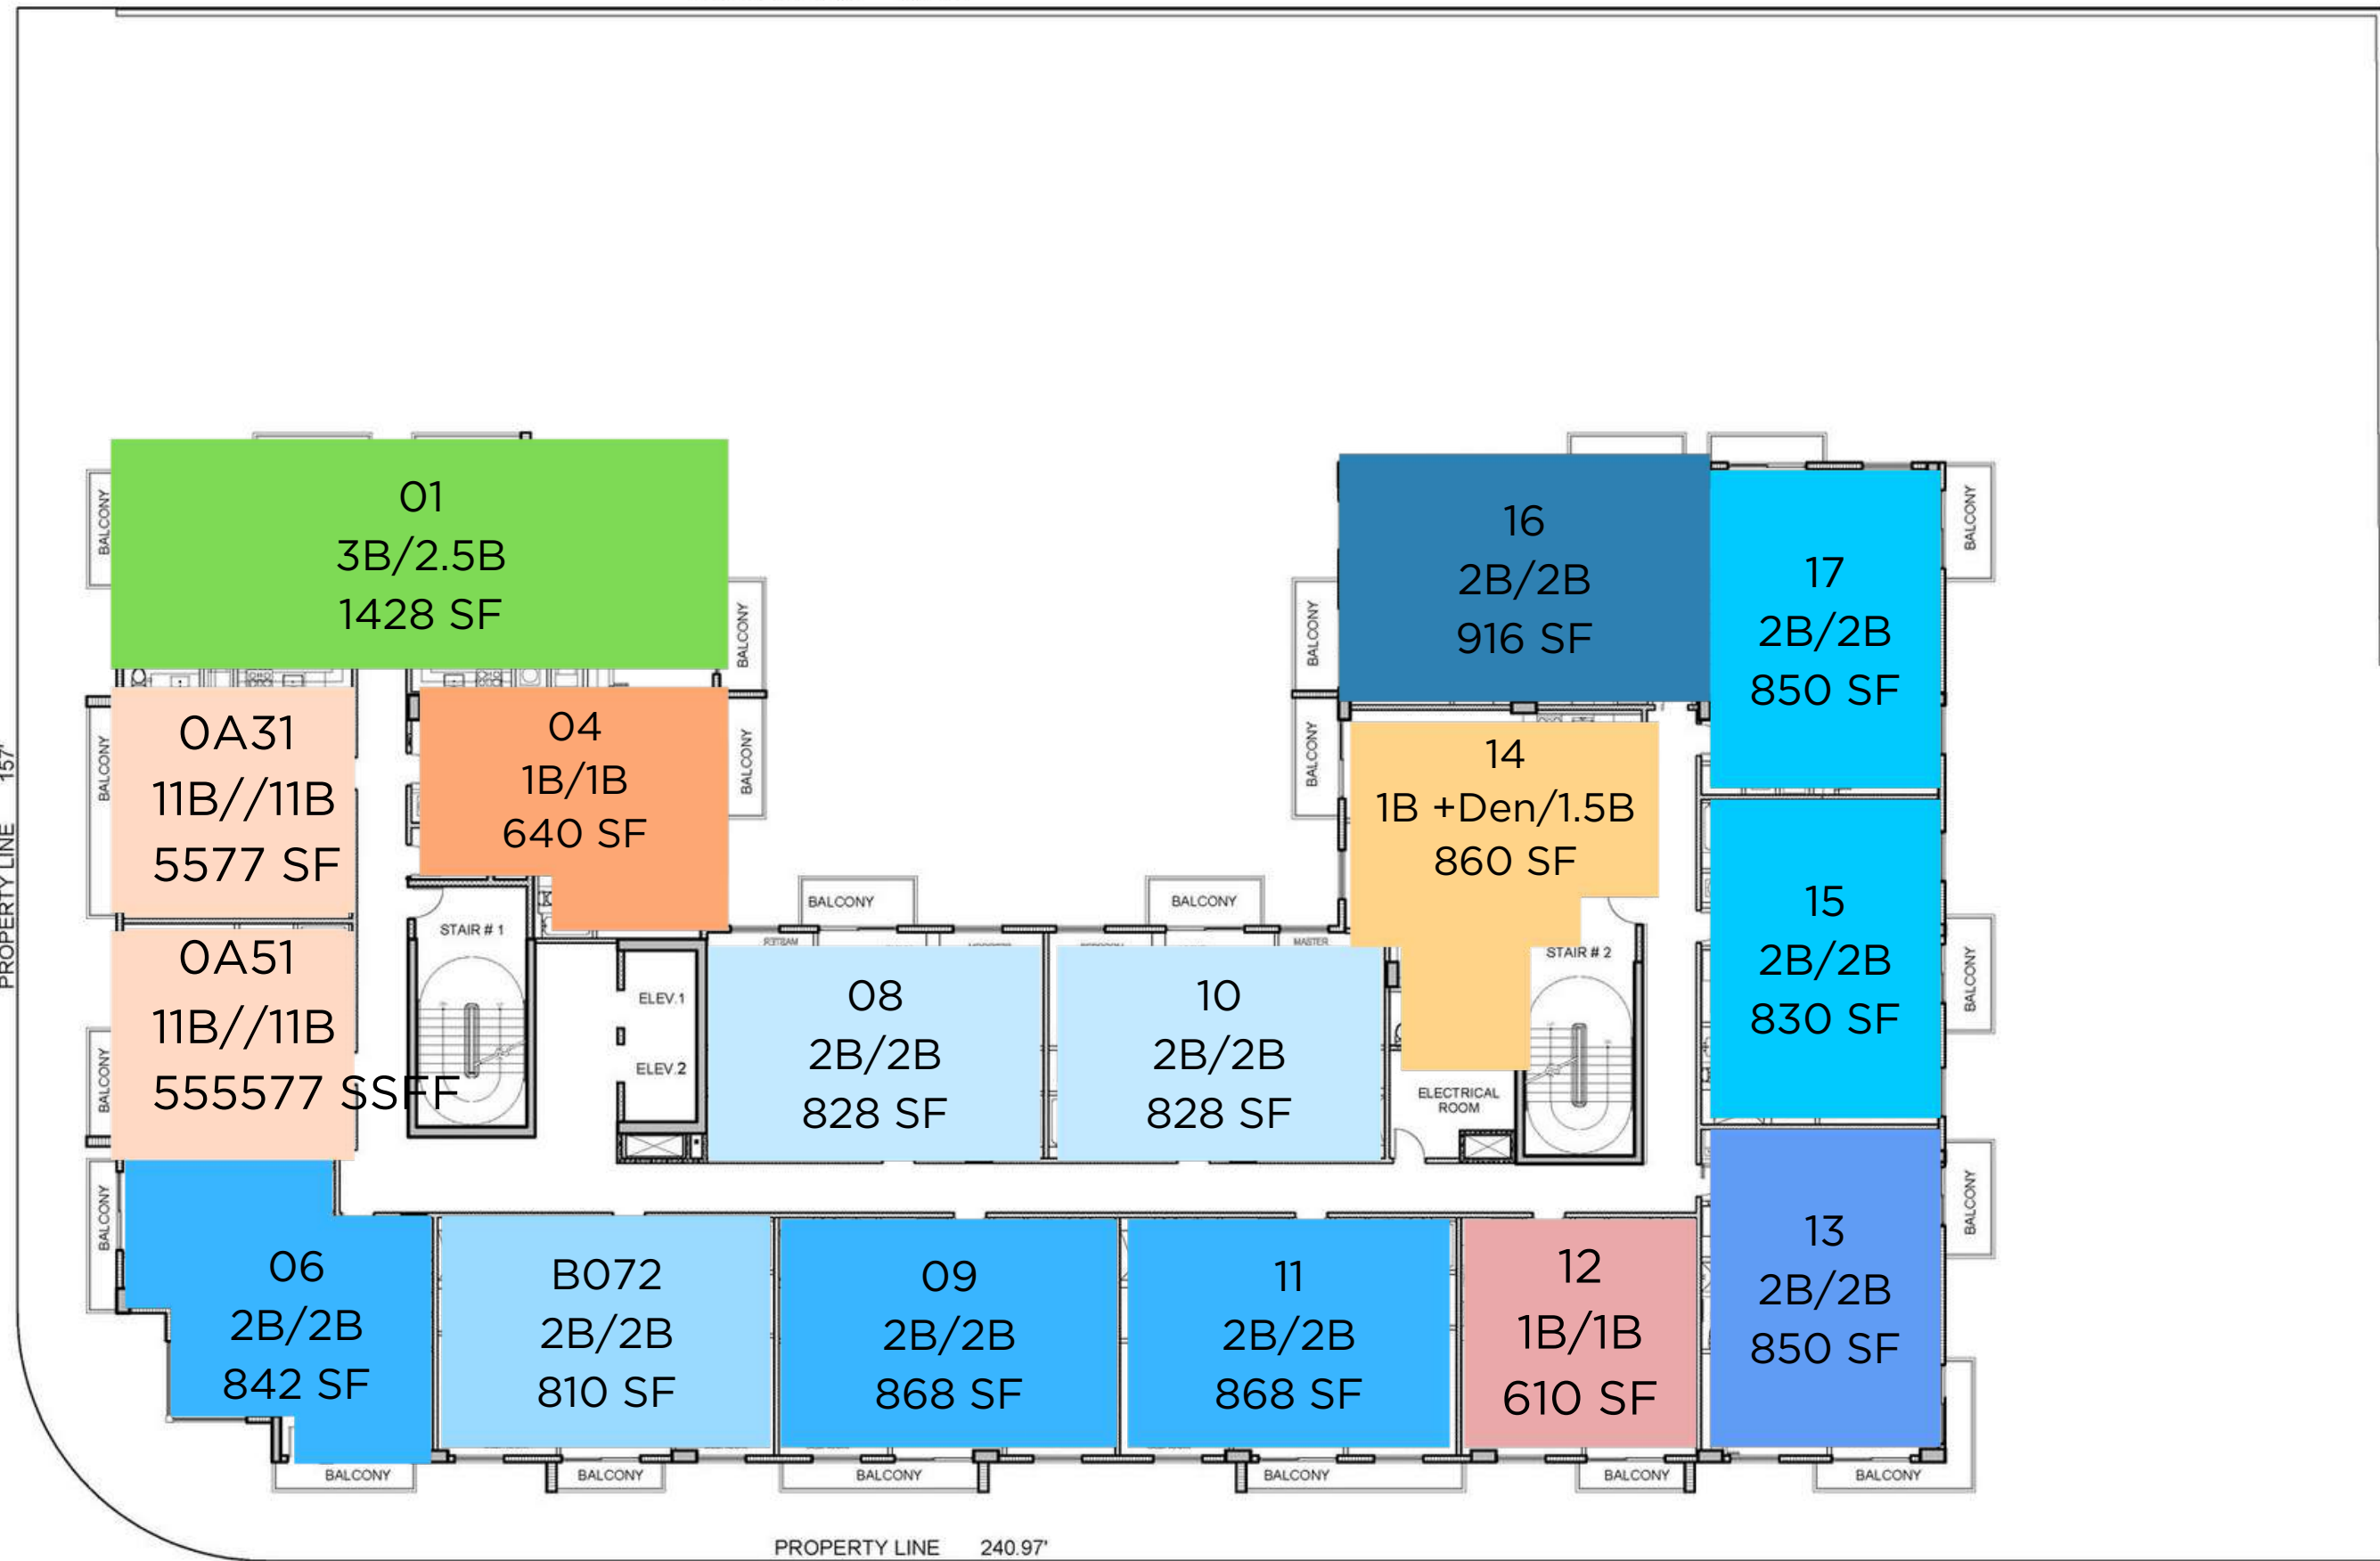 01
3B/2.5B
1428 SF
BALCONY
BALCONY
16
2B/2B
916 SF
BALCONY
17
2B/2B
850 SF
BALCONY
0A31
11B//11B
5577 SF
BALCONY
04
1B/1B
640 SF
BALCONY
14
1B +Den/1.5B
860 SF
BALCONY
PROPERTY LINE 157'
0A51
11B//11B
555577 SSFF
BALCONY
STAIR # 1
ELEV.1
ELEV.2
BALCONY
08
2B/2B
828 SF
BALCONY
MASTER
10
2B/2B
828 SF
STAIR # 2
ELECTRICAL
ROOM
15
2B/2B
830 SF
BALCONY
BALCONY
06
2B/2B
842 SF
BALCONY
B072
2B/2B
810 SF
BALCONY
09
2B/2B
868 SF
BALCONY
11
2B/2B
868 SF
BALCONY
12
1B/1B
610 SF
BALCONY
13
2B/2B
850 SF
BALCONY
BALCONY
PROPERTY LINE 240.97'